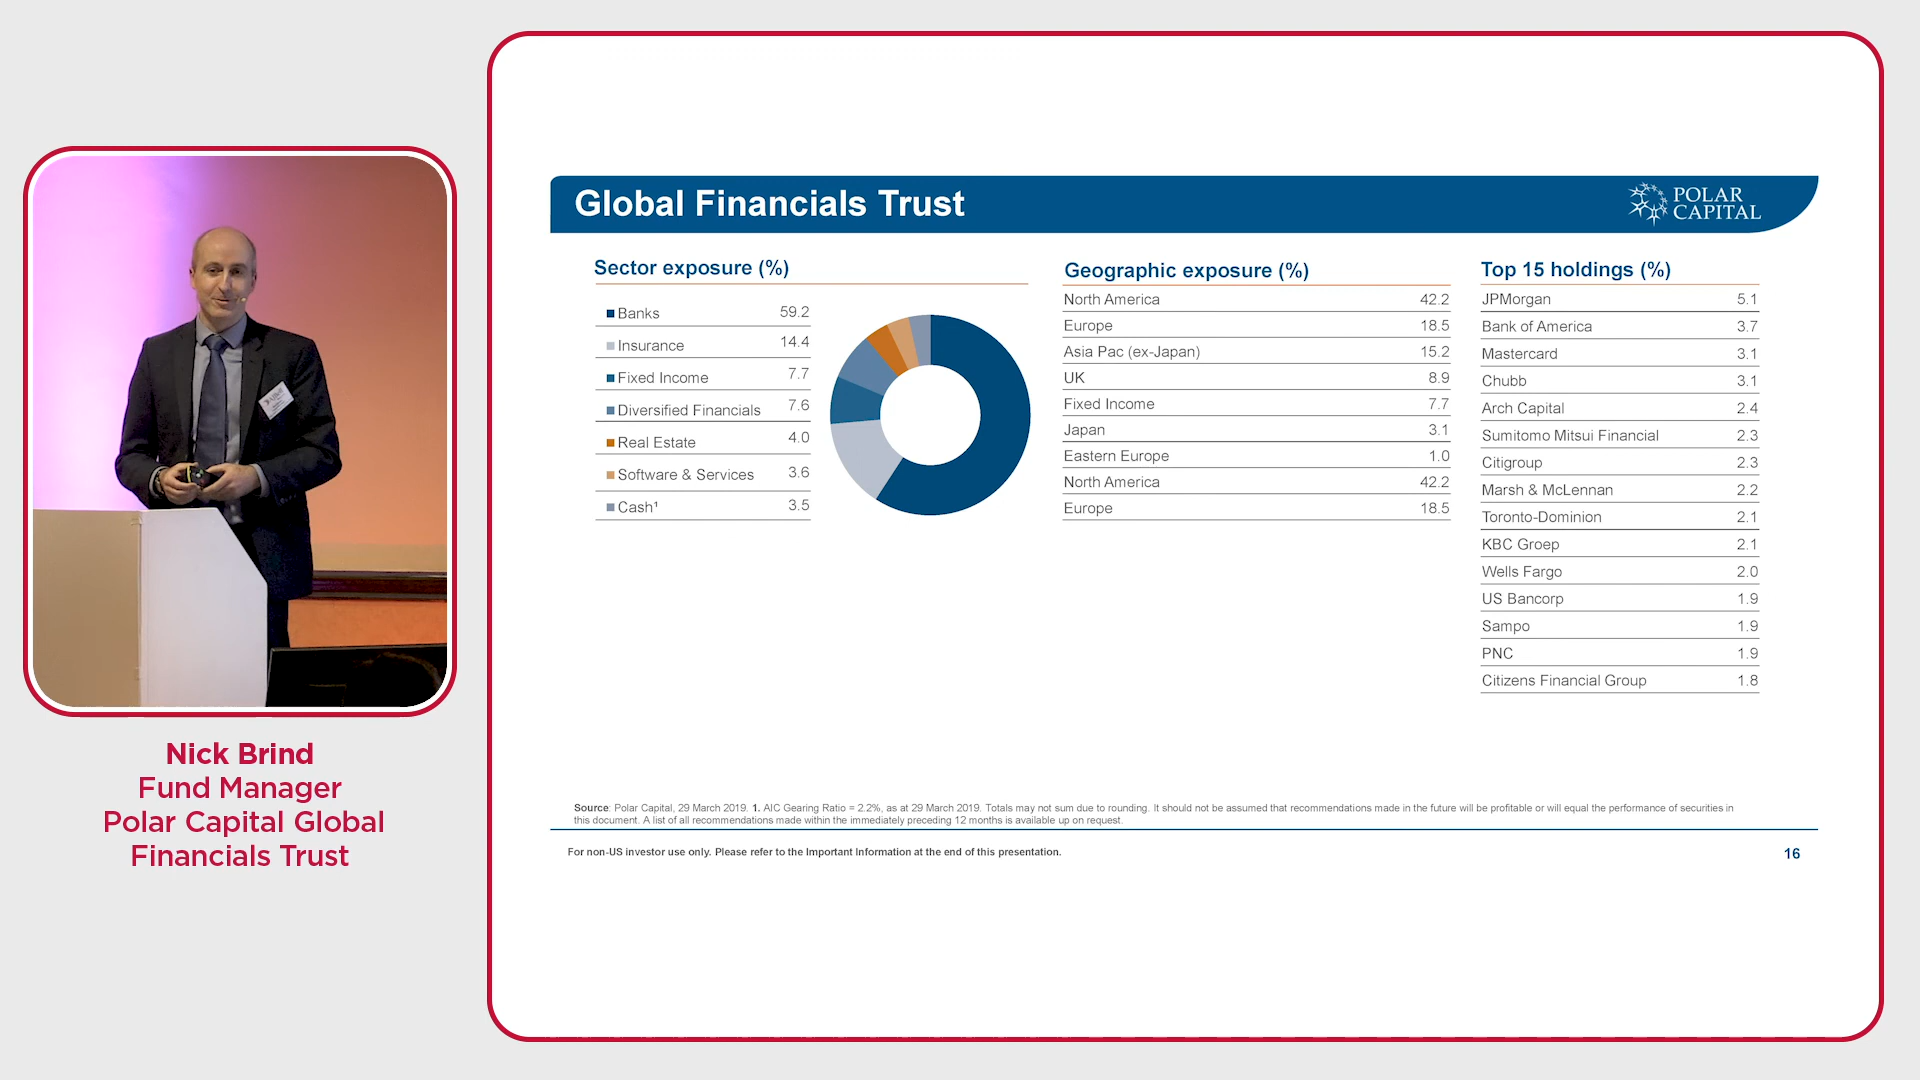 Nick Brind
Fund Manager
Polar Capital Global
Financials Trust
Global Financials Trust
POLAR
CAPITAL
Sector exposure (%)
Banks 59.2
Insurance 14.4
Fixed Income 7.7
Diversified Financials 7.6
Real Estate 4.0
Software & Services 3.6
Cash¹ 3.5
Geographic exposure (%)
North America 42.2
Europe 18.5
Asia Pac (ex-Japan) 15.2
UK 8.9
Fixed Income 7.7
Japan 3.1
Eastern Europe 1.0
North America 42.2
Europe 18.5
Top 15 holdings (%)
JPMorgan 5.1
Bank of America 3.7
Mastercard 3.1
Chubb 3.1
Arch Capital 2.4
Sumitomo Mitsui Financial 2.3
Citigroup 2.3
Marsh & McLennan 2.2
Toronto-Dominion 2.1
KBC Groep 2.1
Wells Fargo 2.0
US Bancorp 1.9
Sampo 1.9
PNC 1.9
Citizens Financial Group 1.8
Source: Polar Capital, 29 March 2019. 1. AIC Gearing Ratio = 2.2%, as at 29 March 2019. Totals may not sum due to rounding. It should not be assumed that recommendations made in the future will be profitable or will equal the performance of securities in
this document. A list of all recommendations made within the immediately preceding 12 months is available up on request.
For non-US investor use only. Please refer to the Important Information at the end of this presentation.
16